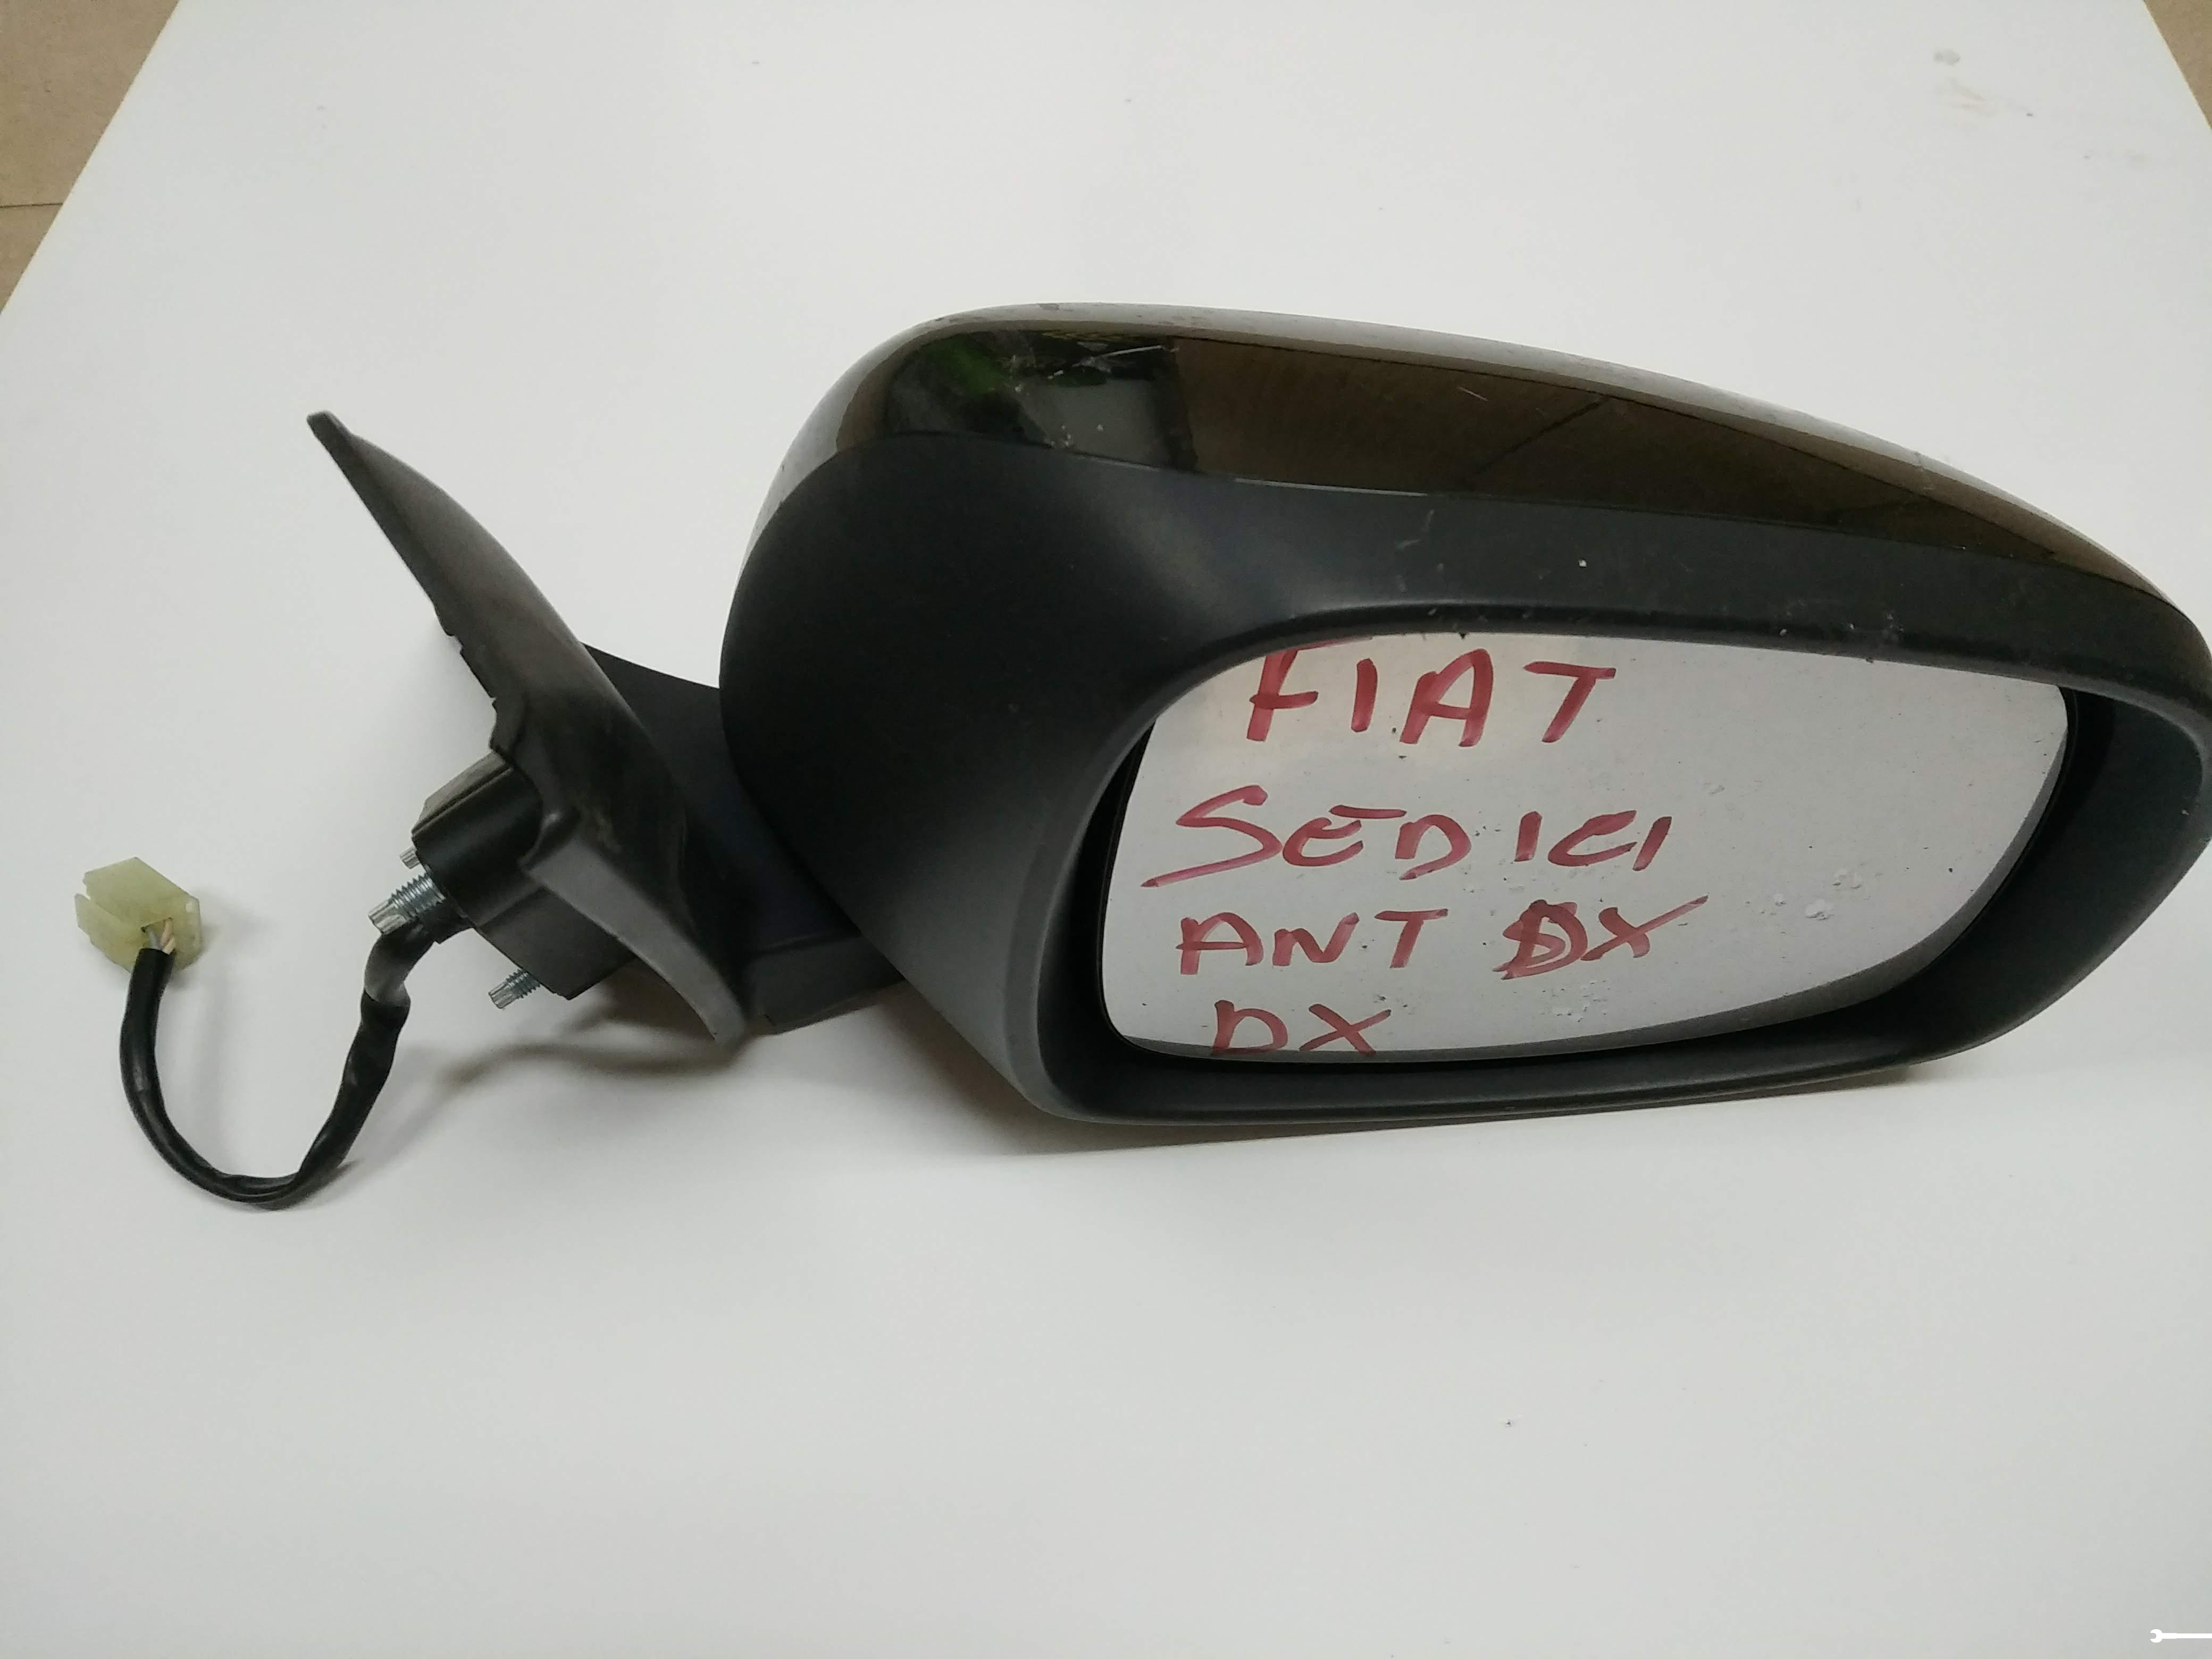 FIAT
SEDICI
ANT DX
DX